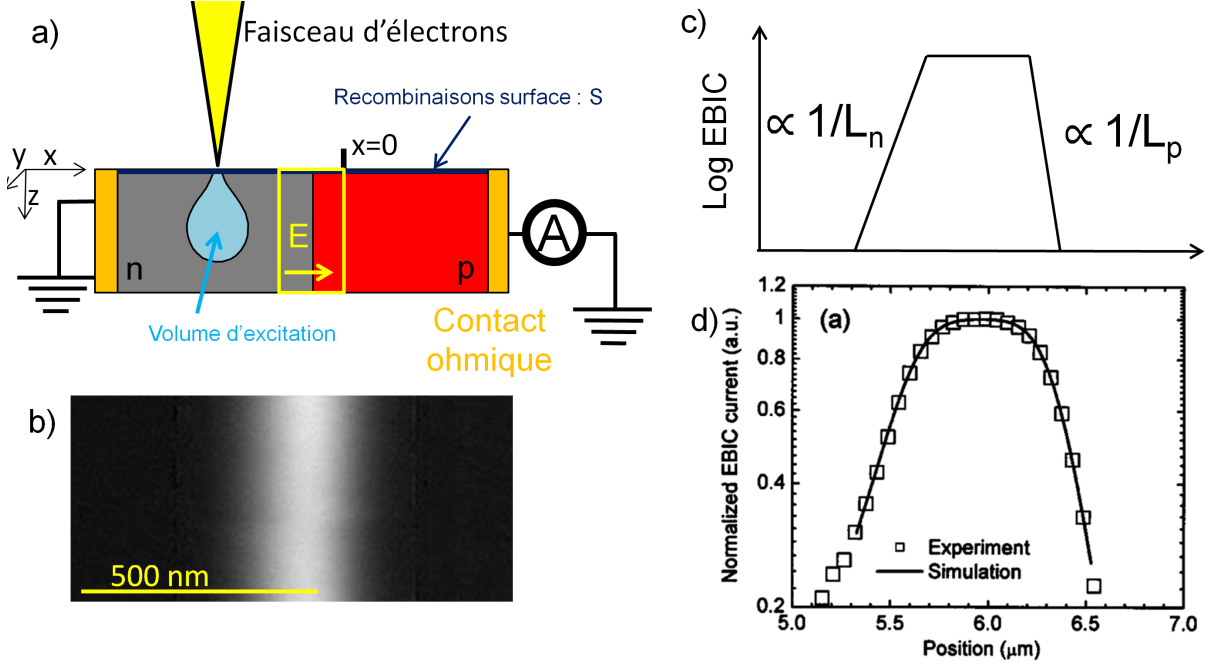 a)
Faisceau d'électrons
Recombinaisons surface : S
x=0
y
x
z
E
n
p
A
Volume d'excitation
Contact
ohmique
b)
500 nm
c)
Log EBIC
∝ 1/Lₙ
∝ 1/Lₚ
d)
(a)
Normalized EBIC current (a.u.)
1.2
1
0.8
0.6
0.4
0.2
Experiment
Simulation
5.0 5.5 6.0 6.5 7.0
Position (μm)